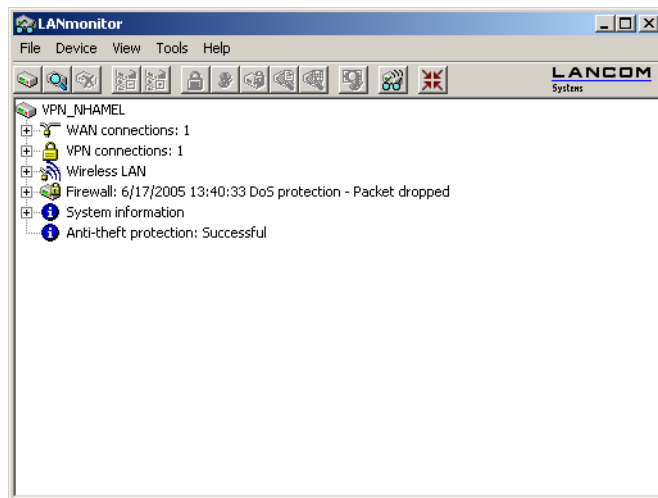 LANmonitor
File Device View Tools Help
LANCOM
Systems
VPN_NHAMEL
WAN connections: 1
VPN connections: 1
Wireless LAN
Firewall: 6/17/2005 13:40:33 DoS protection - Packet dropped
System information
Anti-theft protection: Successful